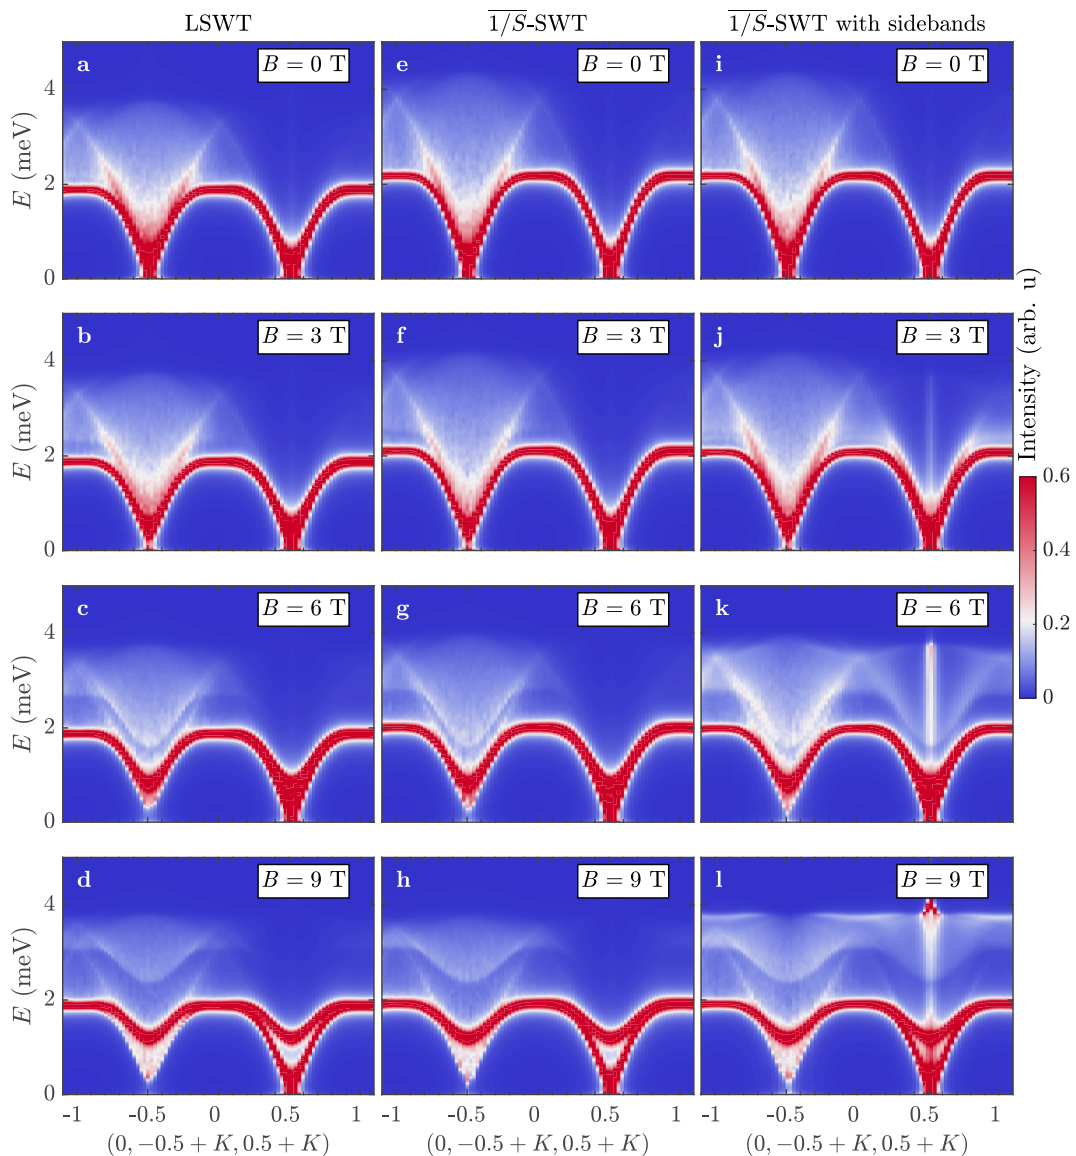 LSWT
1/S-SWT
1/S-SWT with sidebands
a
B = 0 T
e
B = 0 T
i
B = 0 T
4
2
0
E (meV)
b
B = 3 T
f
B = 3 T
j
B = 3 T
4
2
0
E (meV)
Intensity (arb. u)
0.6
0.4
0.2
0
c
B = 6 T
g
B = 6 T
k
B = 6 T
4
2
0
E (meV)
d
B = 9 T
h
B = 9 T
l
B = 9 T
4
2
0
E (meV)
-1 -0.5 0 0.5 1
-0.5 0 0.5 1
-0.5 0 0.5 1
(0, −0.5 + K, 0.5 + K)
(0, −0.5 + K, 0.5 + K)
(0, −0.5 + K, 0.5 + K)